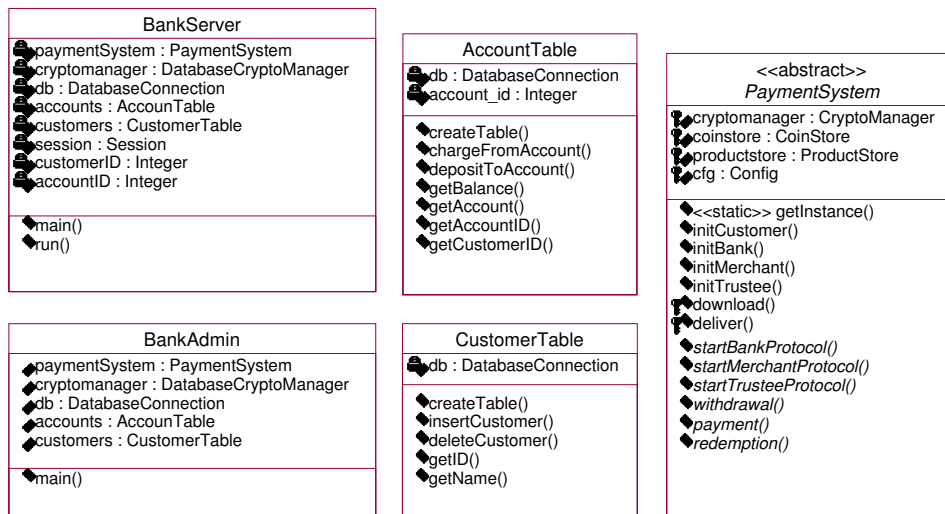 BankServer
paymentSystem : PaymentSystem
cryptomanager : DatabaseCryptoManager
db : DatabaseConnection
accounts : AccounTable
customers : CustomerTable
session : Session
customerID : Integer
accountID : Integer
main()
run()
AccountTable
db : DatabaseConnection
account_id : Integer
createTable()
chargeFromAccount()
depositToAccount()
getBalance()
getAccount()
getAccountID()
getCustomerID()
<<abstract>>
PaymentSystem
cryptomanager : CryptoManager
coinstore : CoinStore
productstore : ProductStore
cfg : Config
<<static>> getInstance()
initCustomer()
initBank()
initMerchant()
initTrustee()
download()
deliver()
startBankProtocol()
startMerchantProtocol()
startTrusteeProtocol()
withdrawal()
payment()
redemption()
BankAdmin
paymentSystem : PaymentSystem
cryptomanager : DatabaseCryptoManager
db : DatabaseConnection
accounts : AccounTable
customers : CustomerTable
main()
CustomerTable
db : DatabaseConnection
createTable()
insertCustomer()
deleteCustomer()
getID()
getName()